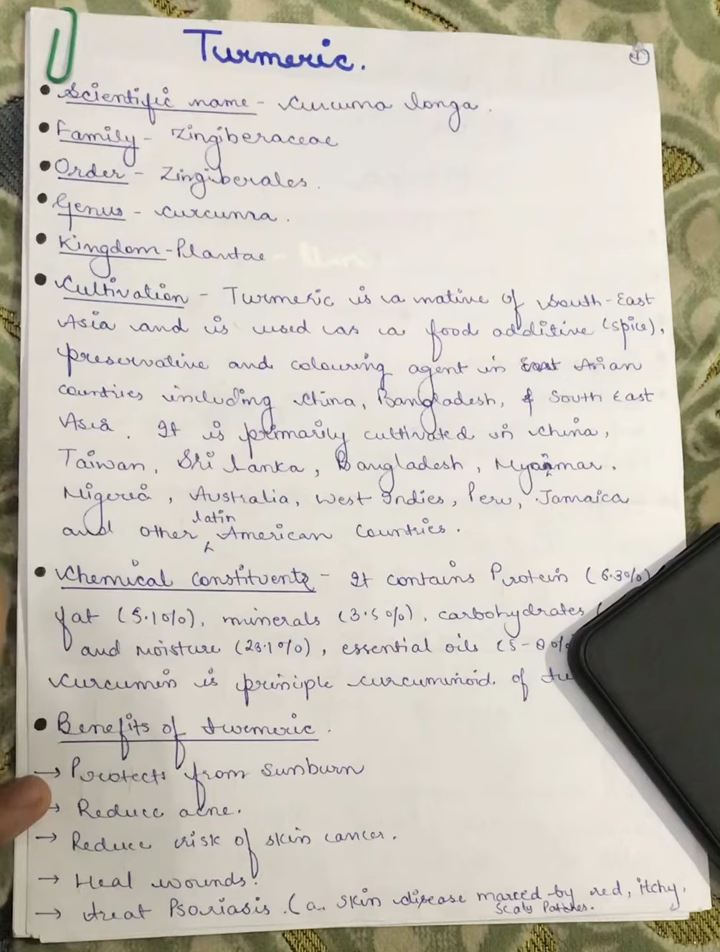 Turmeric.
1
• Scientific name - Curcuma longa.
• Family - Zingiberaceae
• Order - Zingiberales.
• Genus - curcuma.
• Kingdom - Plantae
• Cultivation - Turmeric is a native of South-East
Asia and is used as a food additive (spice),
preservative and colouring agent in Asian
countries including China, Bangladesh, & South East
Asia. It is primarily cultivated in China,
Taiwan, Sri Lanka, Bangladesh, Myanmar.
Nigeria, Australia, West Indies, Peru, Jamaica
and other latin American countries.
• Chemical constituents - It contains Protein (6.3%)
fat (5.1%), minerals (3.5%), carbohydrates (
and moisture (23.1%), essential oils (5-
Curcumin is principle curcuminoid of
• Benefits of turmeric.
→ Protects from Sunburn
→ Reduce acne.
→ Reduce risk of skin cancer.
→ Heal wounds.
→ treat Psoriasis. (a skin disease marced by red, itchy,
Scaly Patches.